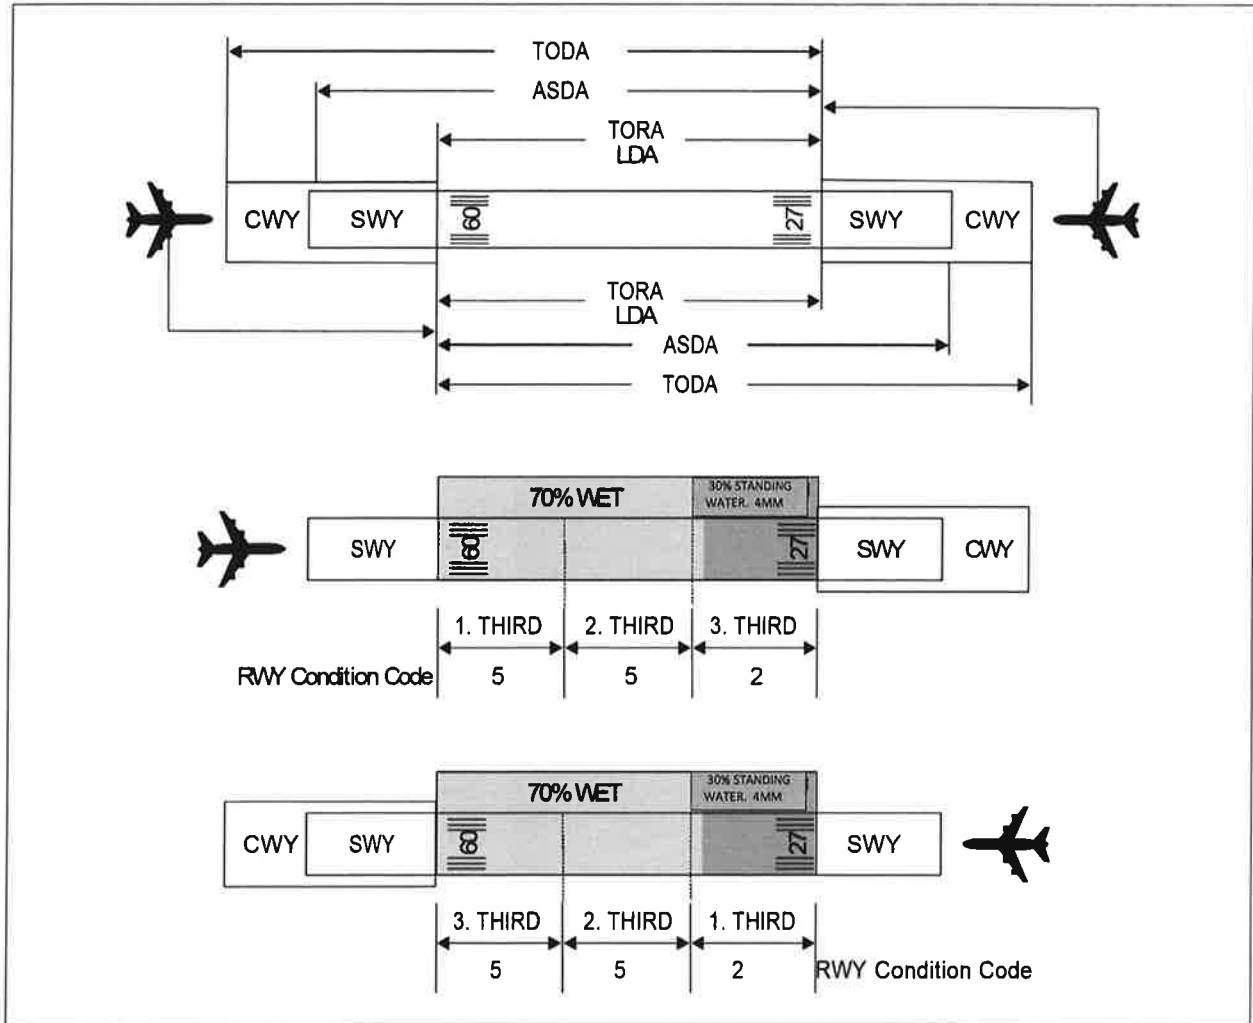 TODA
ASDA
TORA
LDA
CWY SWY 09 27 SWY CWY
TORA
LDA
ASDA
TODA
70% WET
30% STANDING
WATER. 4MM
SWY 09 27 SWY CWY
1. THIRD 2. THIRD 3. THIRD
RWY Condition Code 5 5 2
70% WET
30% STANDING
WATER. 4MM
CWY SWY 09 27 SWY
3. THIRD 2. THIRD 1. THIRD
5 5 2 RWY Condition Code